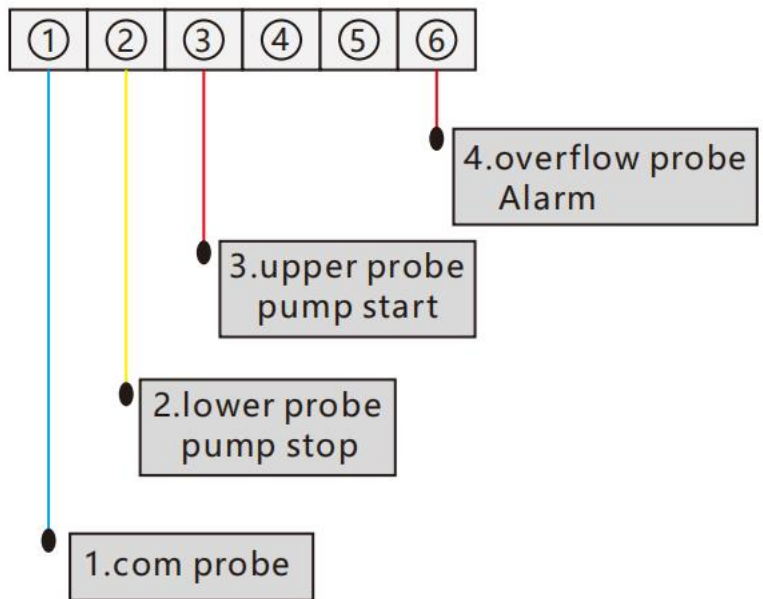 ① ② ③ ④ ⑤ ⑥
4.overflow probe
Alarm
3.upper probe
pump start
2.lower probe
pump stop
1.com probe